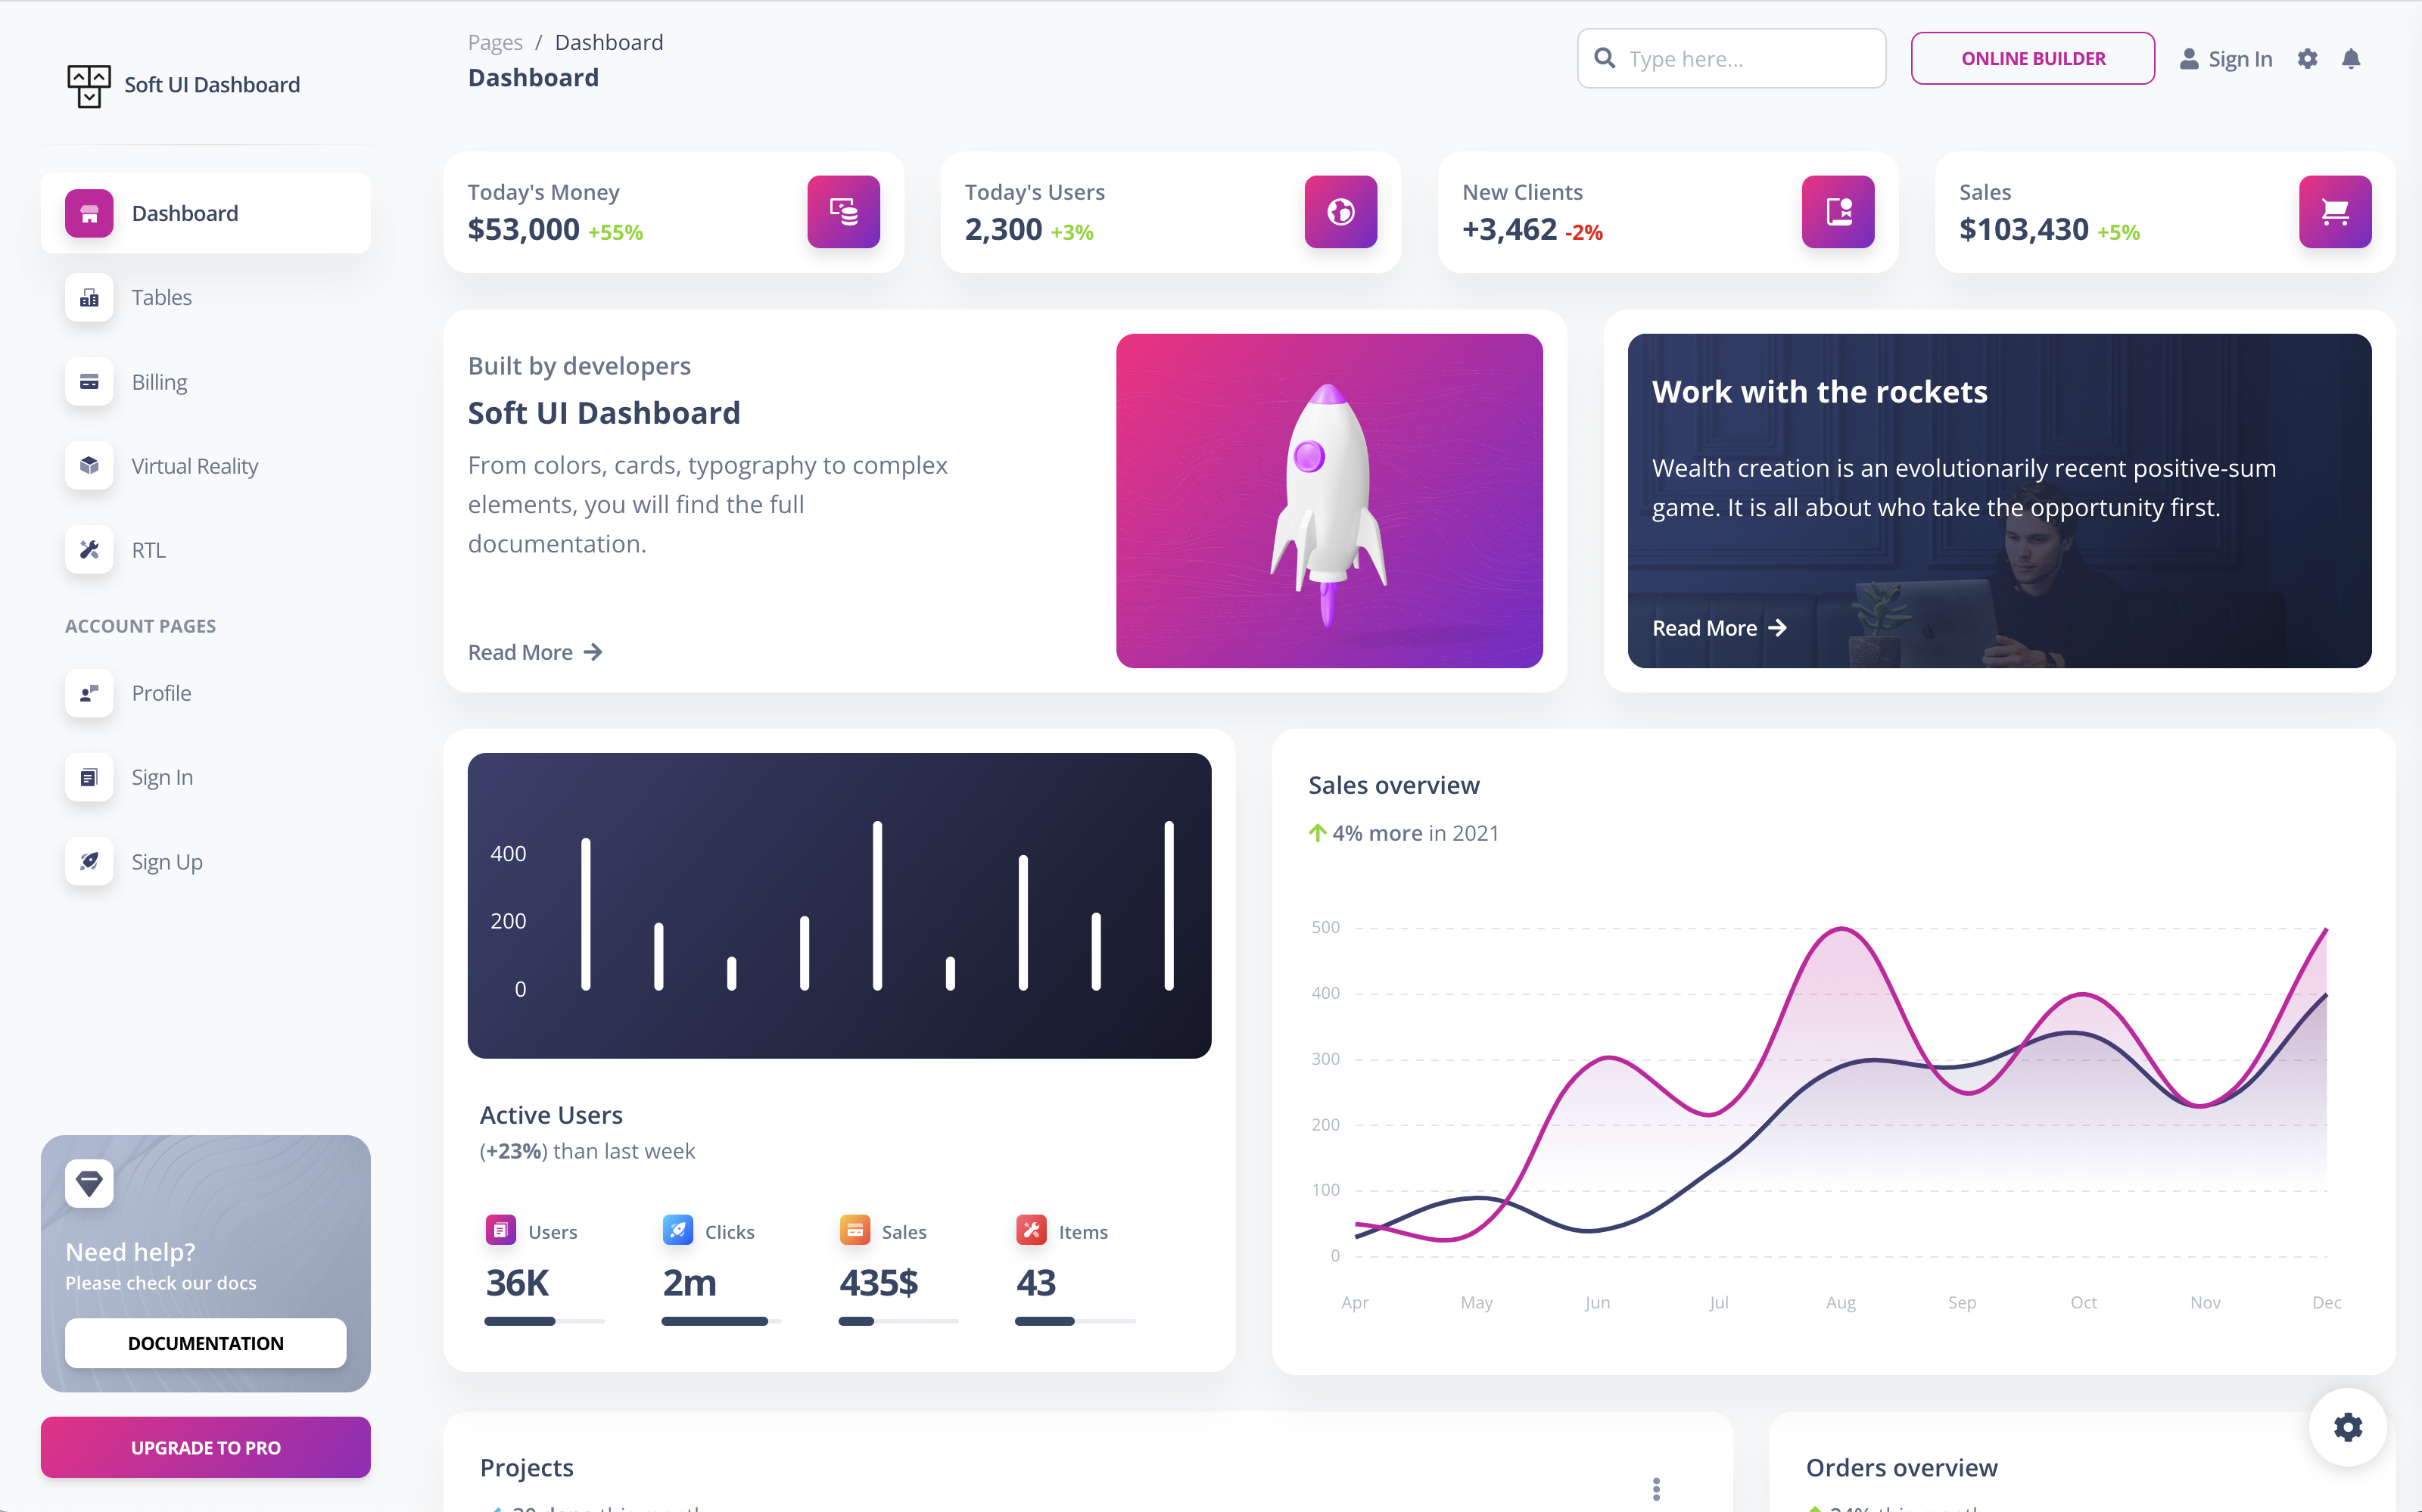 Soft UI Dashboard
Dashboard
Tables
Billing
Virtual Reality
RTL
ACCOUNT PAGES
Profile
Sign In
Sign Up
Need help?
Please check our docs
DOCUMENTATION
UPGRADE TO PRO
Pages / Dashboard
Dashboard
Type here...
ONLINE BUILDER
Sign In
Today's Money
$53,000 +55%
Today's Users
2,300 +3%
New Clients
+3,462 -2%
Sales
$103,430 +5%
Built by developers
Soft UI Dashboard
From colors, cards, typography to complex
elements, you will find the full
documentation.
Read More
Work with the rockets
Wealth creation is an evolutionarily recent positive-sum
game. It is all about who take the opportunity first.
Read More
400
200
0
Active Users
(+23%) than last week
Users
36K
Clicks
2m
Sales
435$
Items
43
Sales overview
4% more in 2021
500
400
300
200
100
0
Apr May Jun Jul Aug Sep Oct Nov Dec
Projects
Orders overview